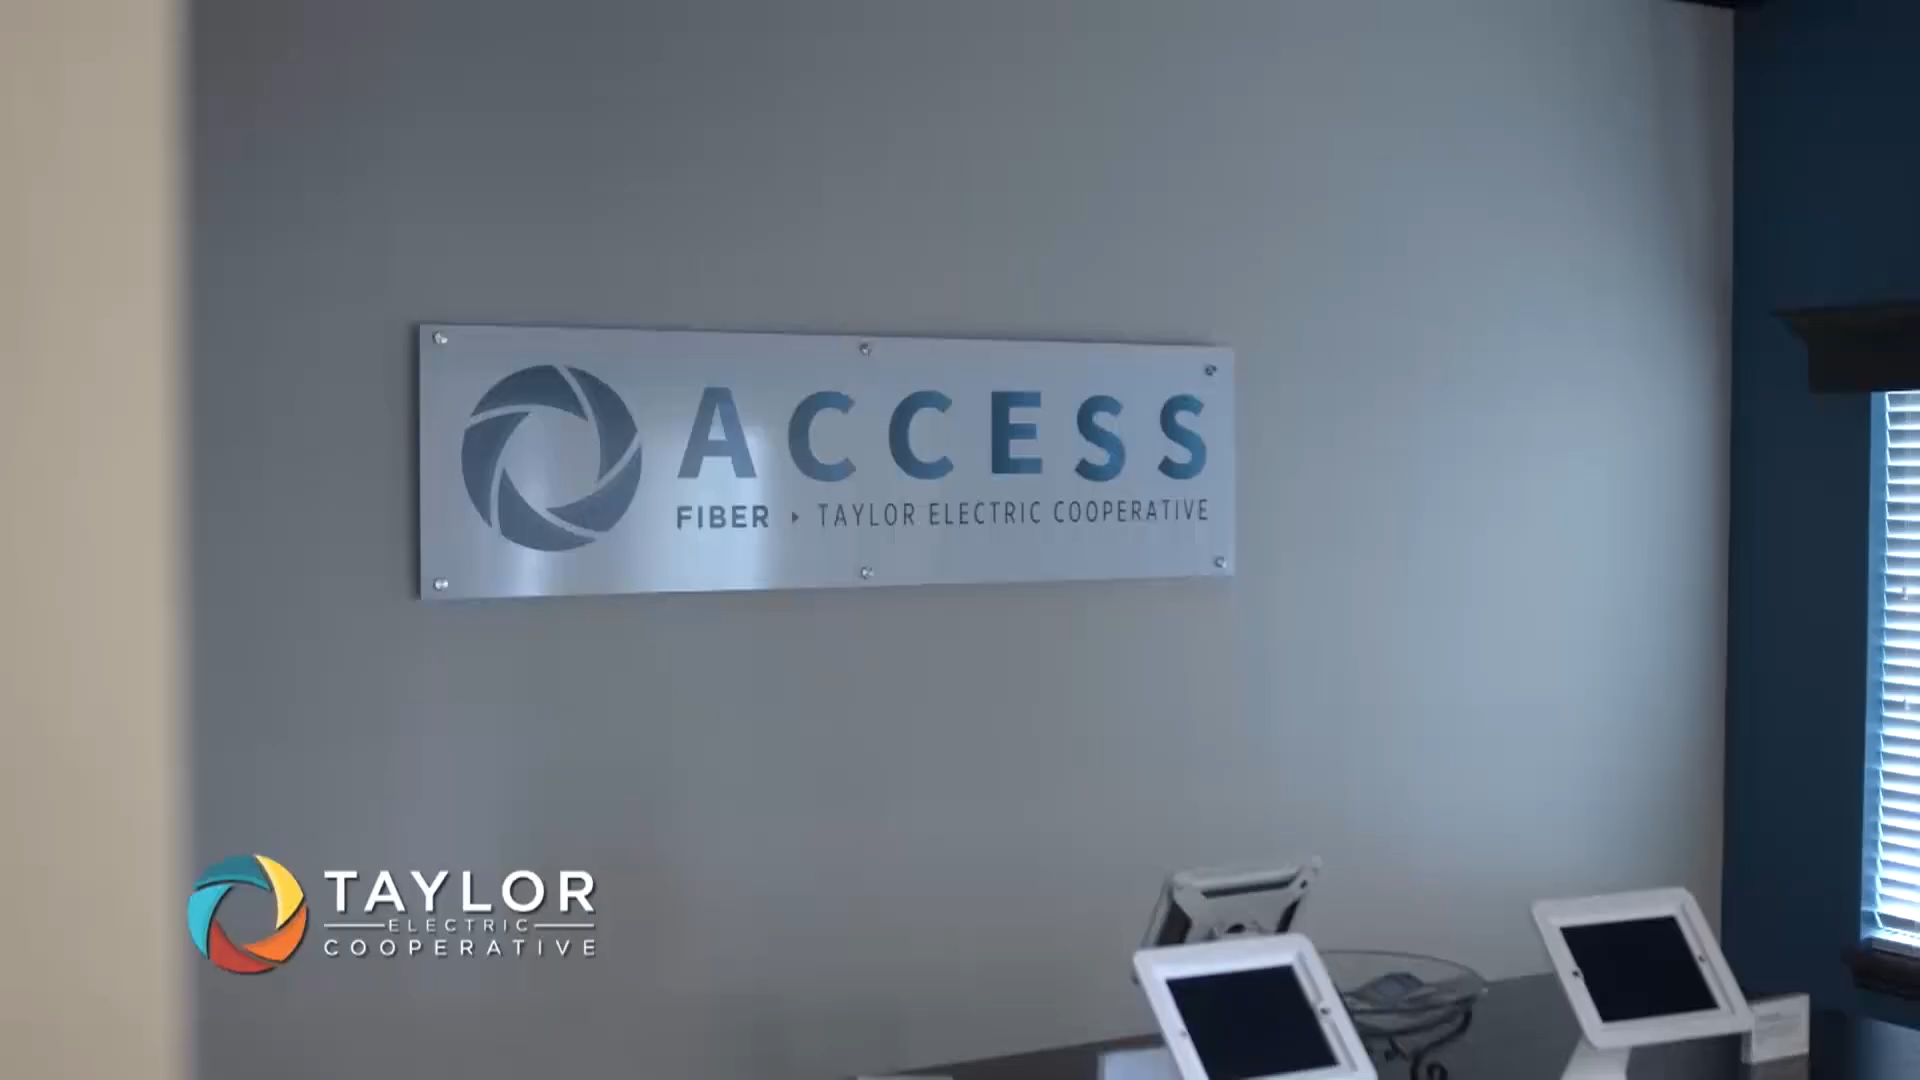 ACCESS
FIBER ▸ TAYLOR ELECTRIC COOPERATIVE
TAYLOR
ELECTRIC
COOPERATIVE